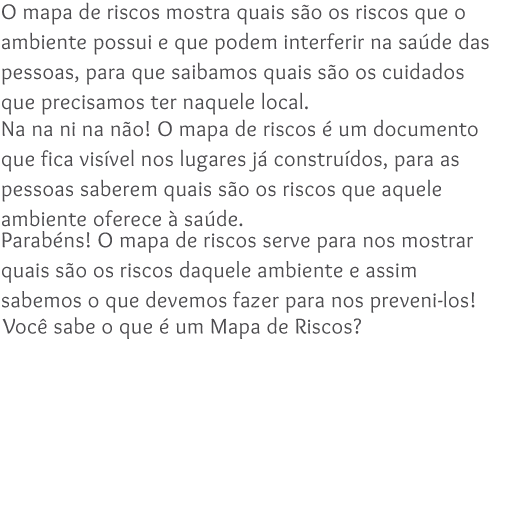 O mapa de riscos mostra quais são os riscos que o
ambiente possui e que podem interferir na saúde das
pessoas, para que saibamos quais são os cuidados
que precisamos ter naquele local.
Na na ni na não! O mapa de riscos é um documento
que fica visível nos lugares já construídos, para as
pessoas saberem quais são os riscos que aquele
ambiente oferece à saúde.
Parabéns! O mapa de riscos serve para nos mostrar
quais são os riscos daquele ambiente e assim
sabemos o que devemos fazer para nos preveni-los!
Você sabe o que é um Mapa de Riscos?